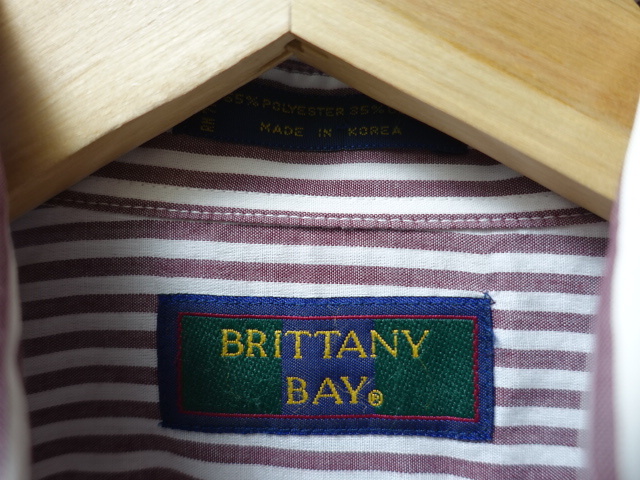 65% POLYESTER 35%
MADE IN KOREA
BRITTANY
BAY®